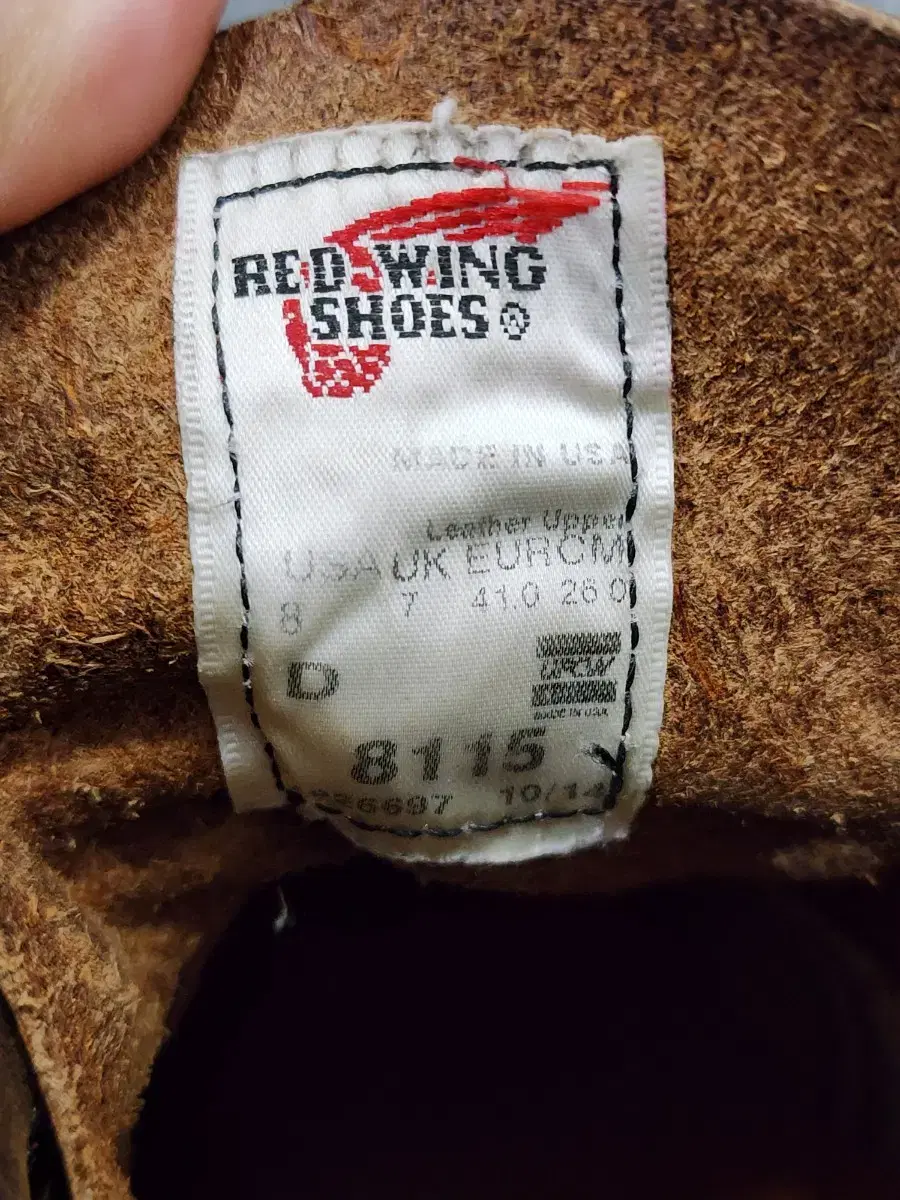 RED WING
SHOES ®
MADE IN USA
Leather Upper
USA UK EUR CM
8 7 41.0 26 0
D
UFCW
MADE IN USA
8115
10/14